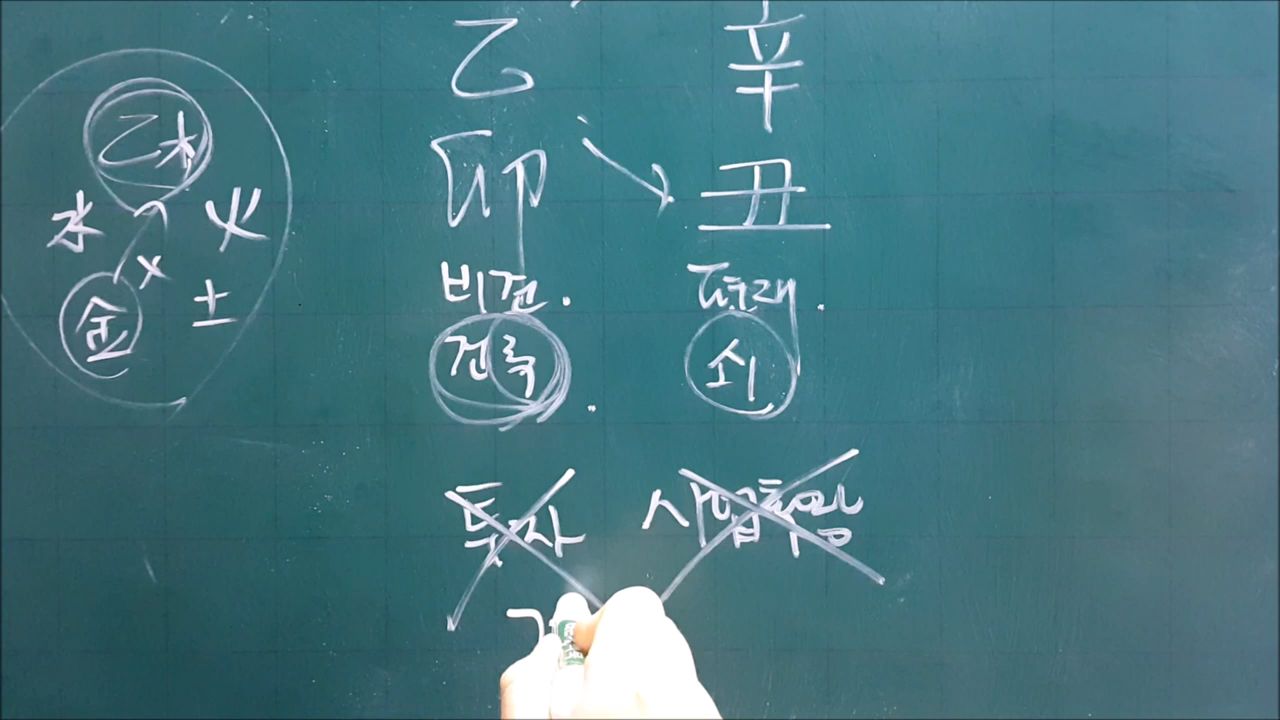 乙 辛
卯 丑
비견. 편재.
건록 쇠
투자 사업확장
ㄱ
乙木
水 火
×
金 土